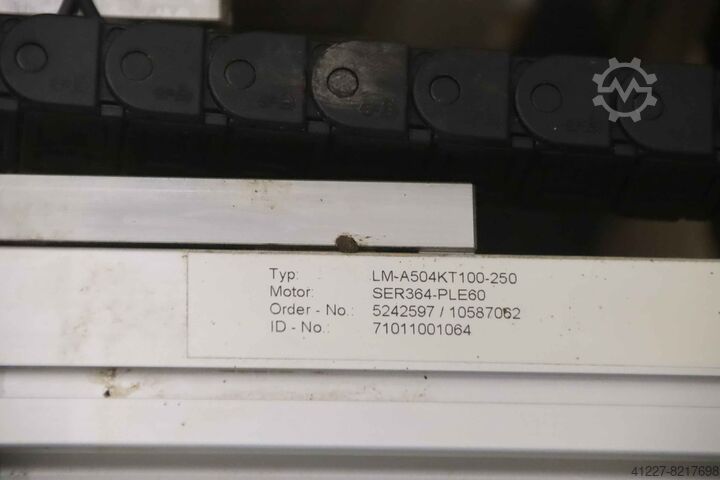 Typ: LM-A504KT100-250
Motor: SER364-PLE60
Order - No.: 5242597 / 10587062
ID - No.: 71011001064
41227-8217698